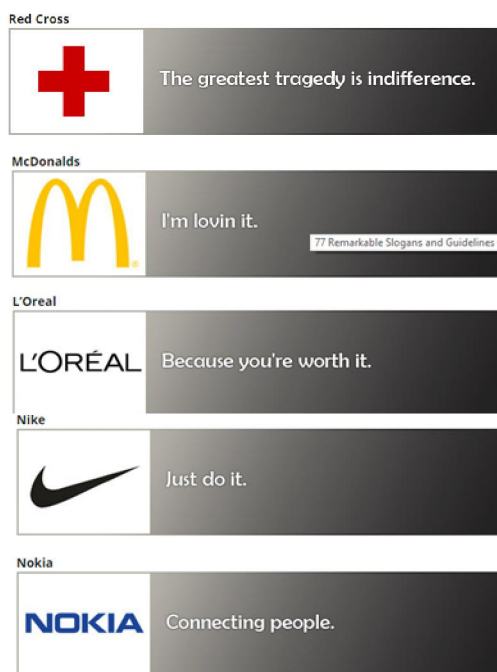 Red Cross
The greatest tragedy is indifference.
McDonalds
I'm lovin it.
77 Remarkable Slogans and Guidelines
L'Oreal
L'ORÉAL
Because you're worth it.
Nike
Just do it.
Nokia
NOKIA
Connecting people.